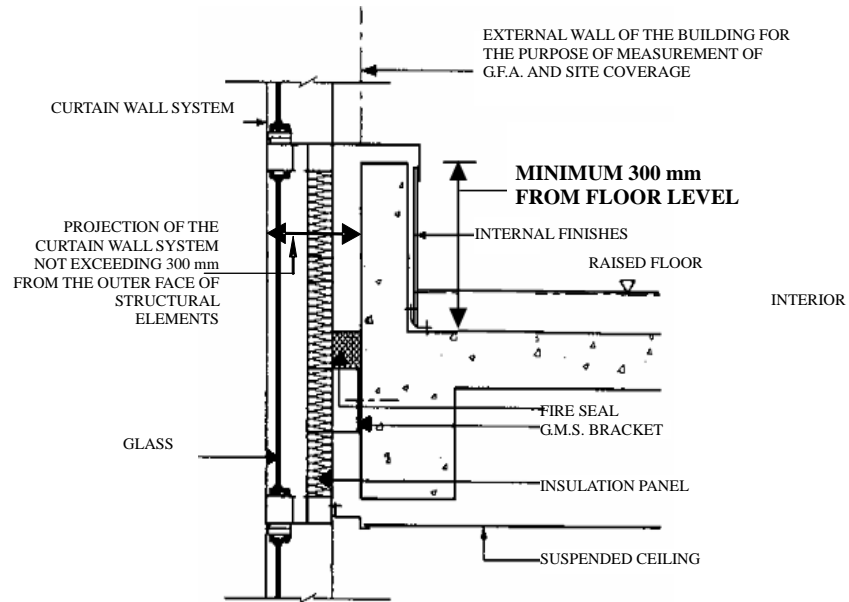 EXTERNAL WALL OF THE BUILDING FOR
THE PURPOSE OF MEASUREMENT OF
G.F.A. AND SITE COVERAGE
CURTAIN WALL SYSTEM
MINIMUM 300 mm
FROM FLOOR LEVEL
PROJECTION OF THE
CURTAIN WALL SYSTEM
NOT EXCEEDING 300 mm
FROM THE OUTER FACE OF
STRUCTURAL
ELEMENTS
INTERNAL FINISHES
RAISED FLOOR
INTERIOR
FIRE SEAL
G.M.S. BRACKET
GLASS
INSULATION PANEL
SUSPENDED CEILING